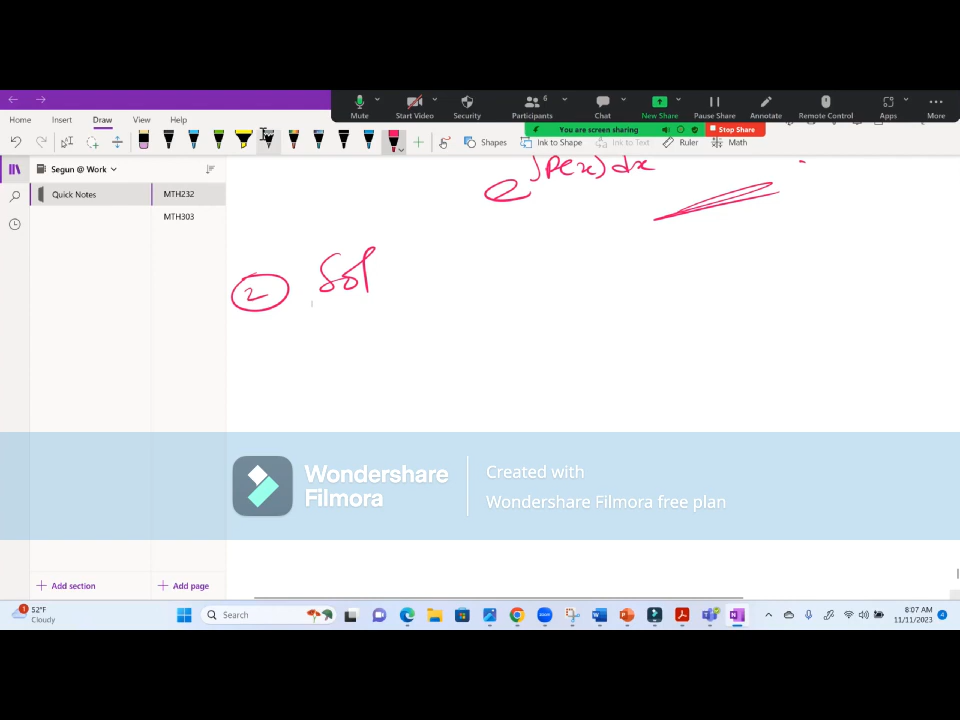 Mute
Start Video
Security
6
Participants
Chat
New Share
Pause Share
Annotate
Remote Control
Apps
More
Home
Insert
Draw
View
Help
You are screen sharing
Stop Share
Shapes
Ink to Shape
Ink to Text
Ruler
Math
Segun @ Work
Quick Notes
MTH232
MTH303
e^∫P(x)dx
2 Sol
Wondershare
Filmora
Created with
Wondershare Filmora free plan
Add section
Add page
1
52°F
Cloudy
Search
8:07 AM
11/11/2023
4